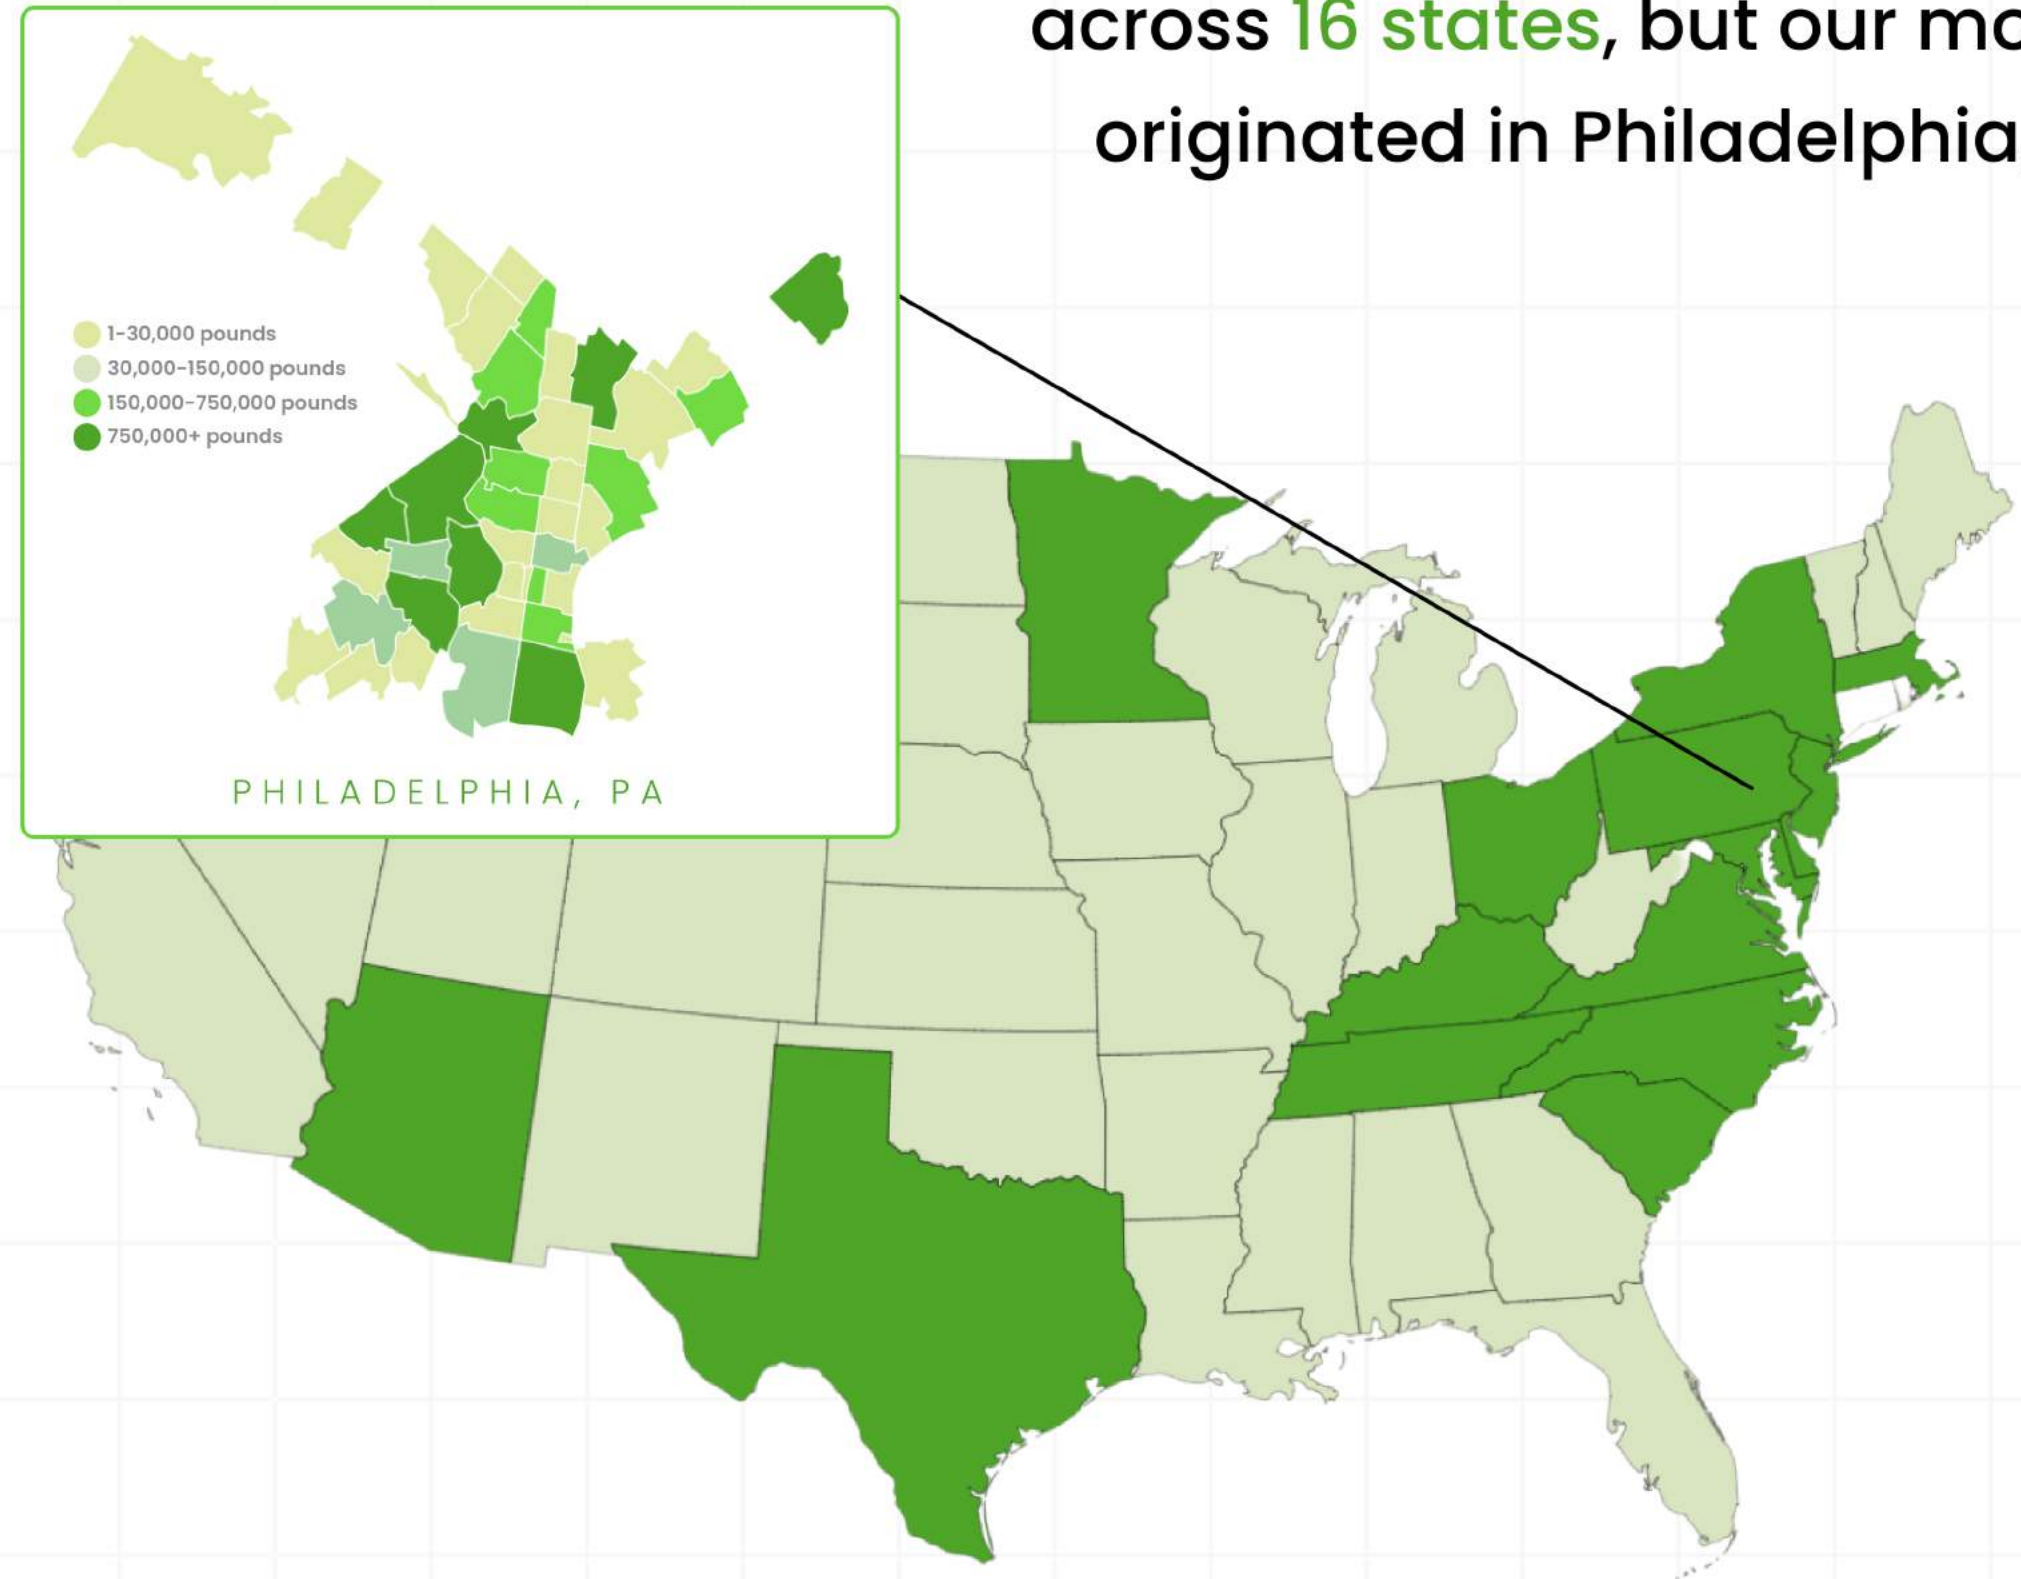 across 16 states, but our mo
originated in Philadelphia
1-30,000 pounds
30,000-150,000 pounds
150,000-750,000 pounds
750,000+ pounds
PHILADELPHIA, PA